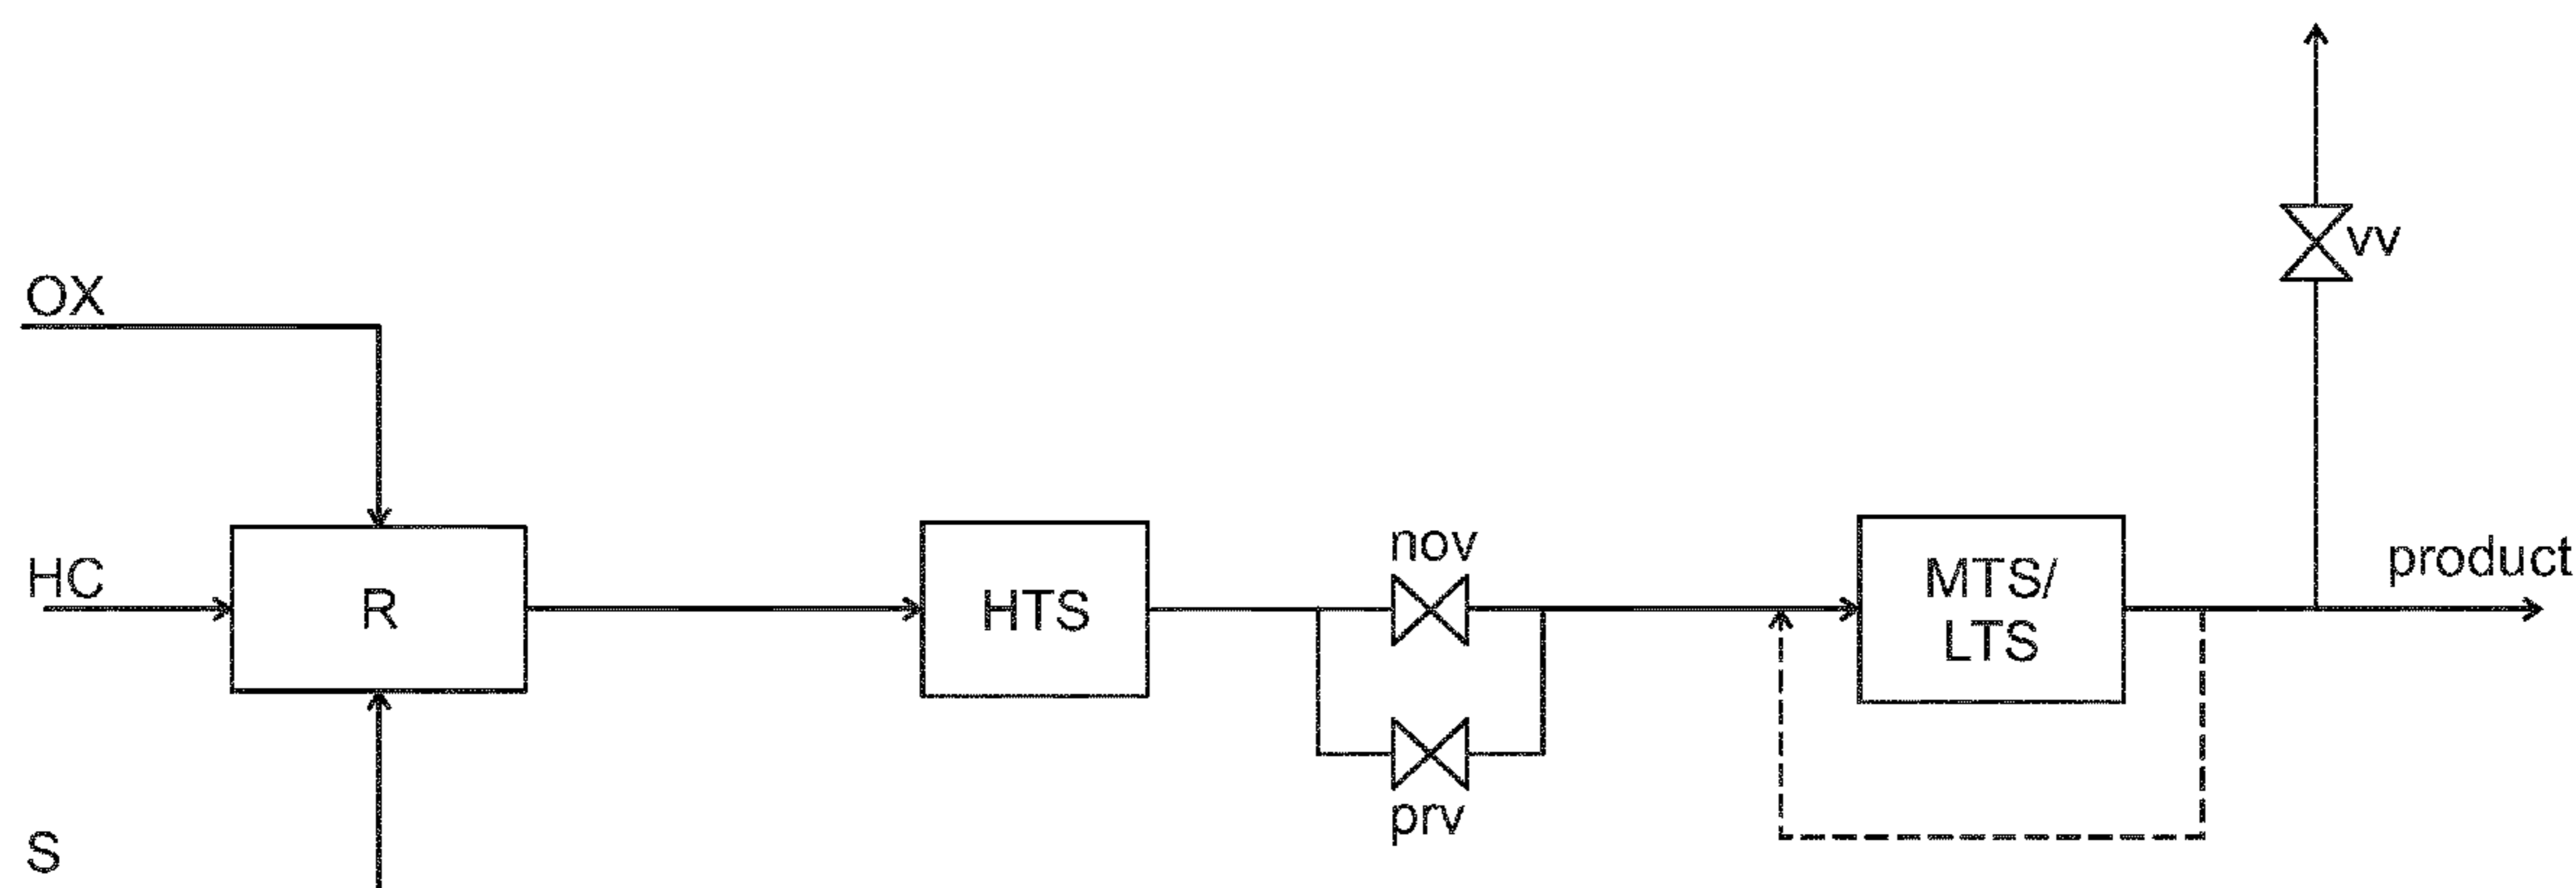 OX
vv
HC
R
HTS
nov
prv
MTS/
LTS
product
S